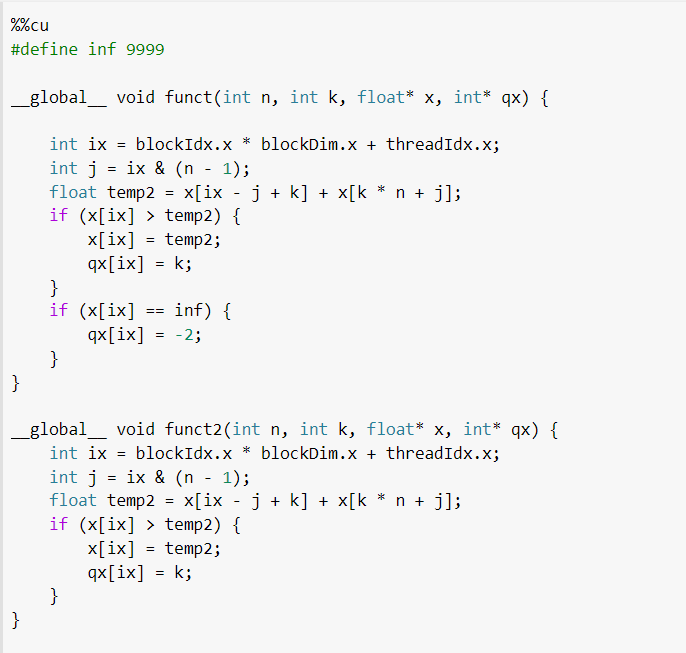 %%cu
#define inf 9999
__global__ void funct(int n, int k, float* x, int* qx) {
int ix = blockIdx.x * blockDim.x + threadIdx.x;
int j = ix & (n - 1);
float temp2 = x[ix - j + k] + x[k * n + j];
if (x[ix] > temp2) {
x[ix] = temp2;
qx[ix] = k;
}
if (x[ix] == inf) {
qx[ix] = -2;
}
}
__global__ void funct2(int n, int k, float* x, int* qx) {
int ix = blockIdx.x * blockDim.x + threadIdx.x;
int j = ix & (n - 1);
float temp2 = x[ix - j + k] + x[k * n + j];
if (x[ix] > temp2) {
x[ix] = temp2;
qx[ix] = k;
}
}